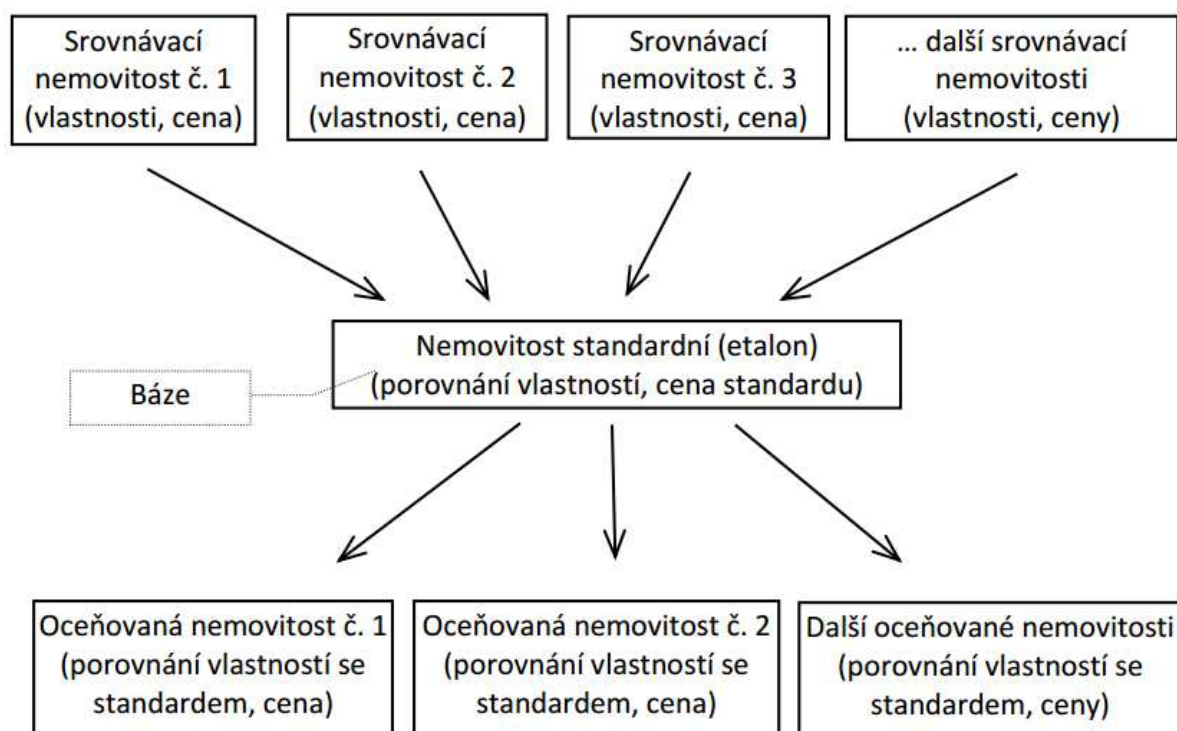 Srovnávací
nemovitost č. 1
(vlastnosti, cena)
Srovnávací
nemovitost č. 2
(vlastnosti, cena)
Srovnávací
nemovitost č. 3
(vlastnosti, cena)
... další srovnávací
nemovitosti
(vlastnosti, ceny)
Nemovitost standardní (etalon)
(porovnání vlastností, cena standardu)
Báze
Oceňovaná nemovitost č. 1
(porovnání vlastností se
standardem, cena)
Oceňovaná nemovitost č. 2
(porovnání vlastností se
standardem, cena)
Další oceňované nemovitosti
(porovnání vlastností se
standardem, ceny)